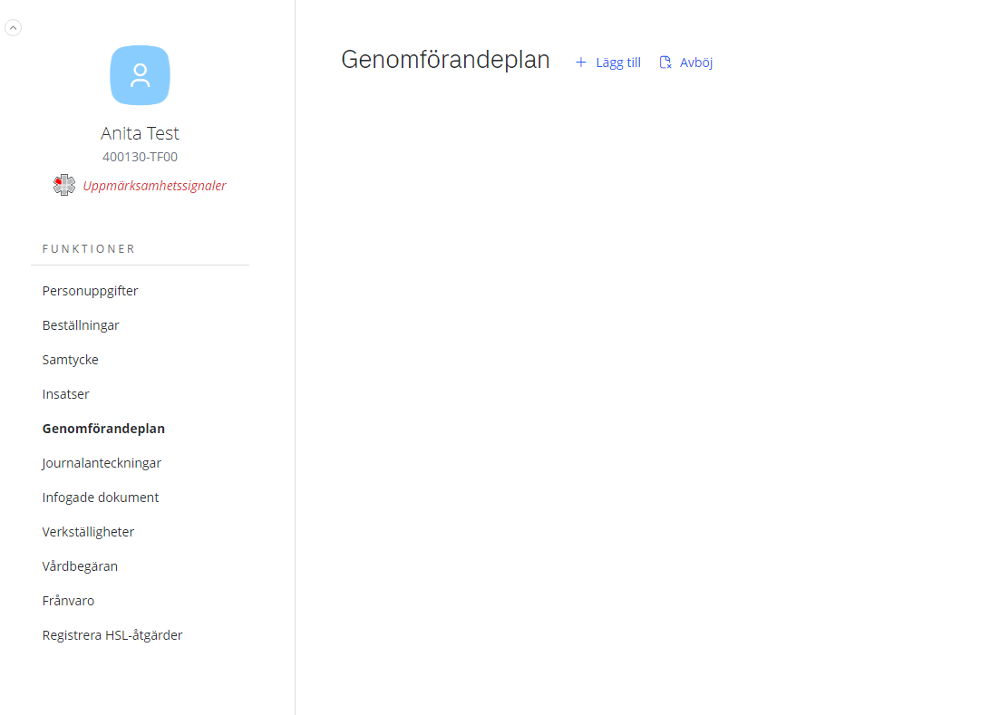 Anita Test
400130-TF00
Uppmärksamhetssignaler
FUNKTIONER
Personuppgifter
Beställningar
Samtycke
Insatser
Genomförandeplan
Journalanteckningar
Infogade dokument
Verkställigheter
Vårdbegäran
Frånvaro
Registrera HSL-åtgärder
Genomförandeplan Lägg till Avböj